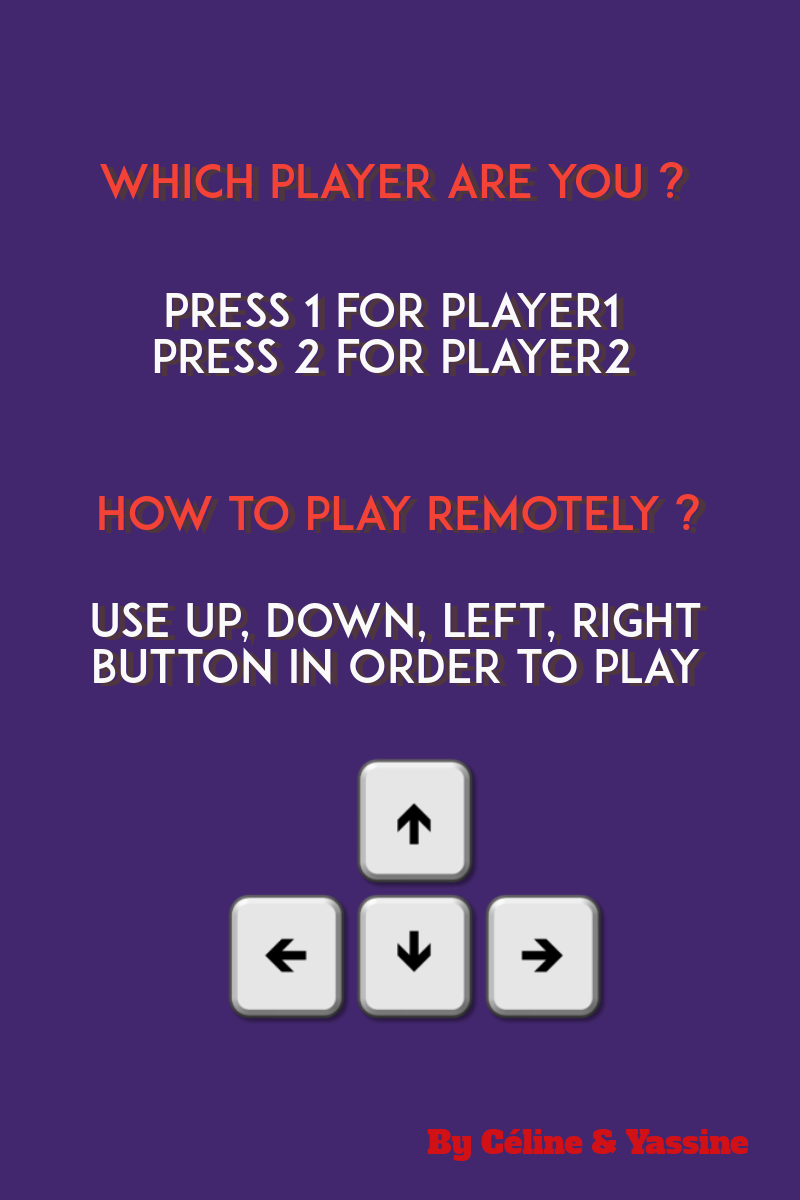 WHICH PLAYER ARE YOU ?
PRESS 1 FOR PLAYER1
PRESS 2 FOR PLAYER2
HOW TO PLAY REMOTELY ?
USE UP, DOWN, LEFT, RIGHT
BUTTON IN ORDER TO PLAY
By Céline & Yassine